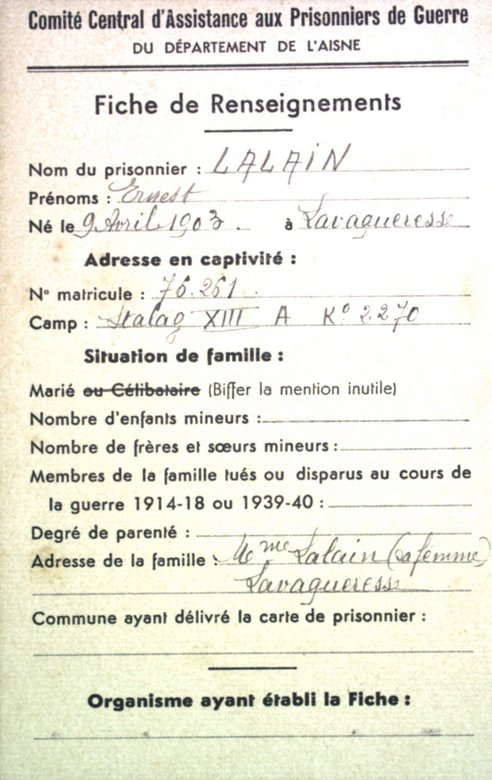 Comité Central d'Assistance aux Prisonniers de Guerre
DU DÉPARTEMENT DE L'AISNE
Fiche de Renseignements
Nom du prisonnier : LALAIN
Prénoms : Ernest
Né le 9 Avril 1903 à Lavaqueresse
Adresse en captivité :
N° matricule : 76.261
Camp : Stalag XIII A K° 2.270
Situation de famille :
Marié ou Célibataire (Biffer la mention inutile)
Nombre d'enfants mineurs :
Nombre de frères et sœurs mineurs :
Membres de la famille tués ou disparus au cours de
la guerre 1914-18 ou 1939-40 :
Degré de parenté :
Adresse de la famille : Mme Lalain (sa femme)
Lavaqueresse
Commune ayant délivré la carte de prisonnier :
Organisme ayant établi la Fiche :